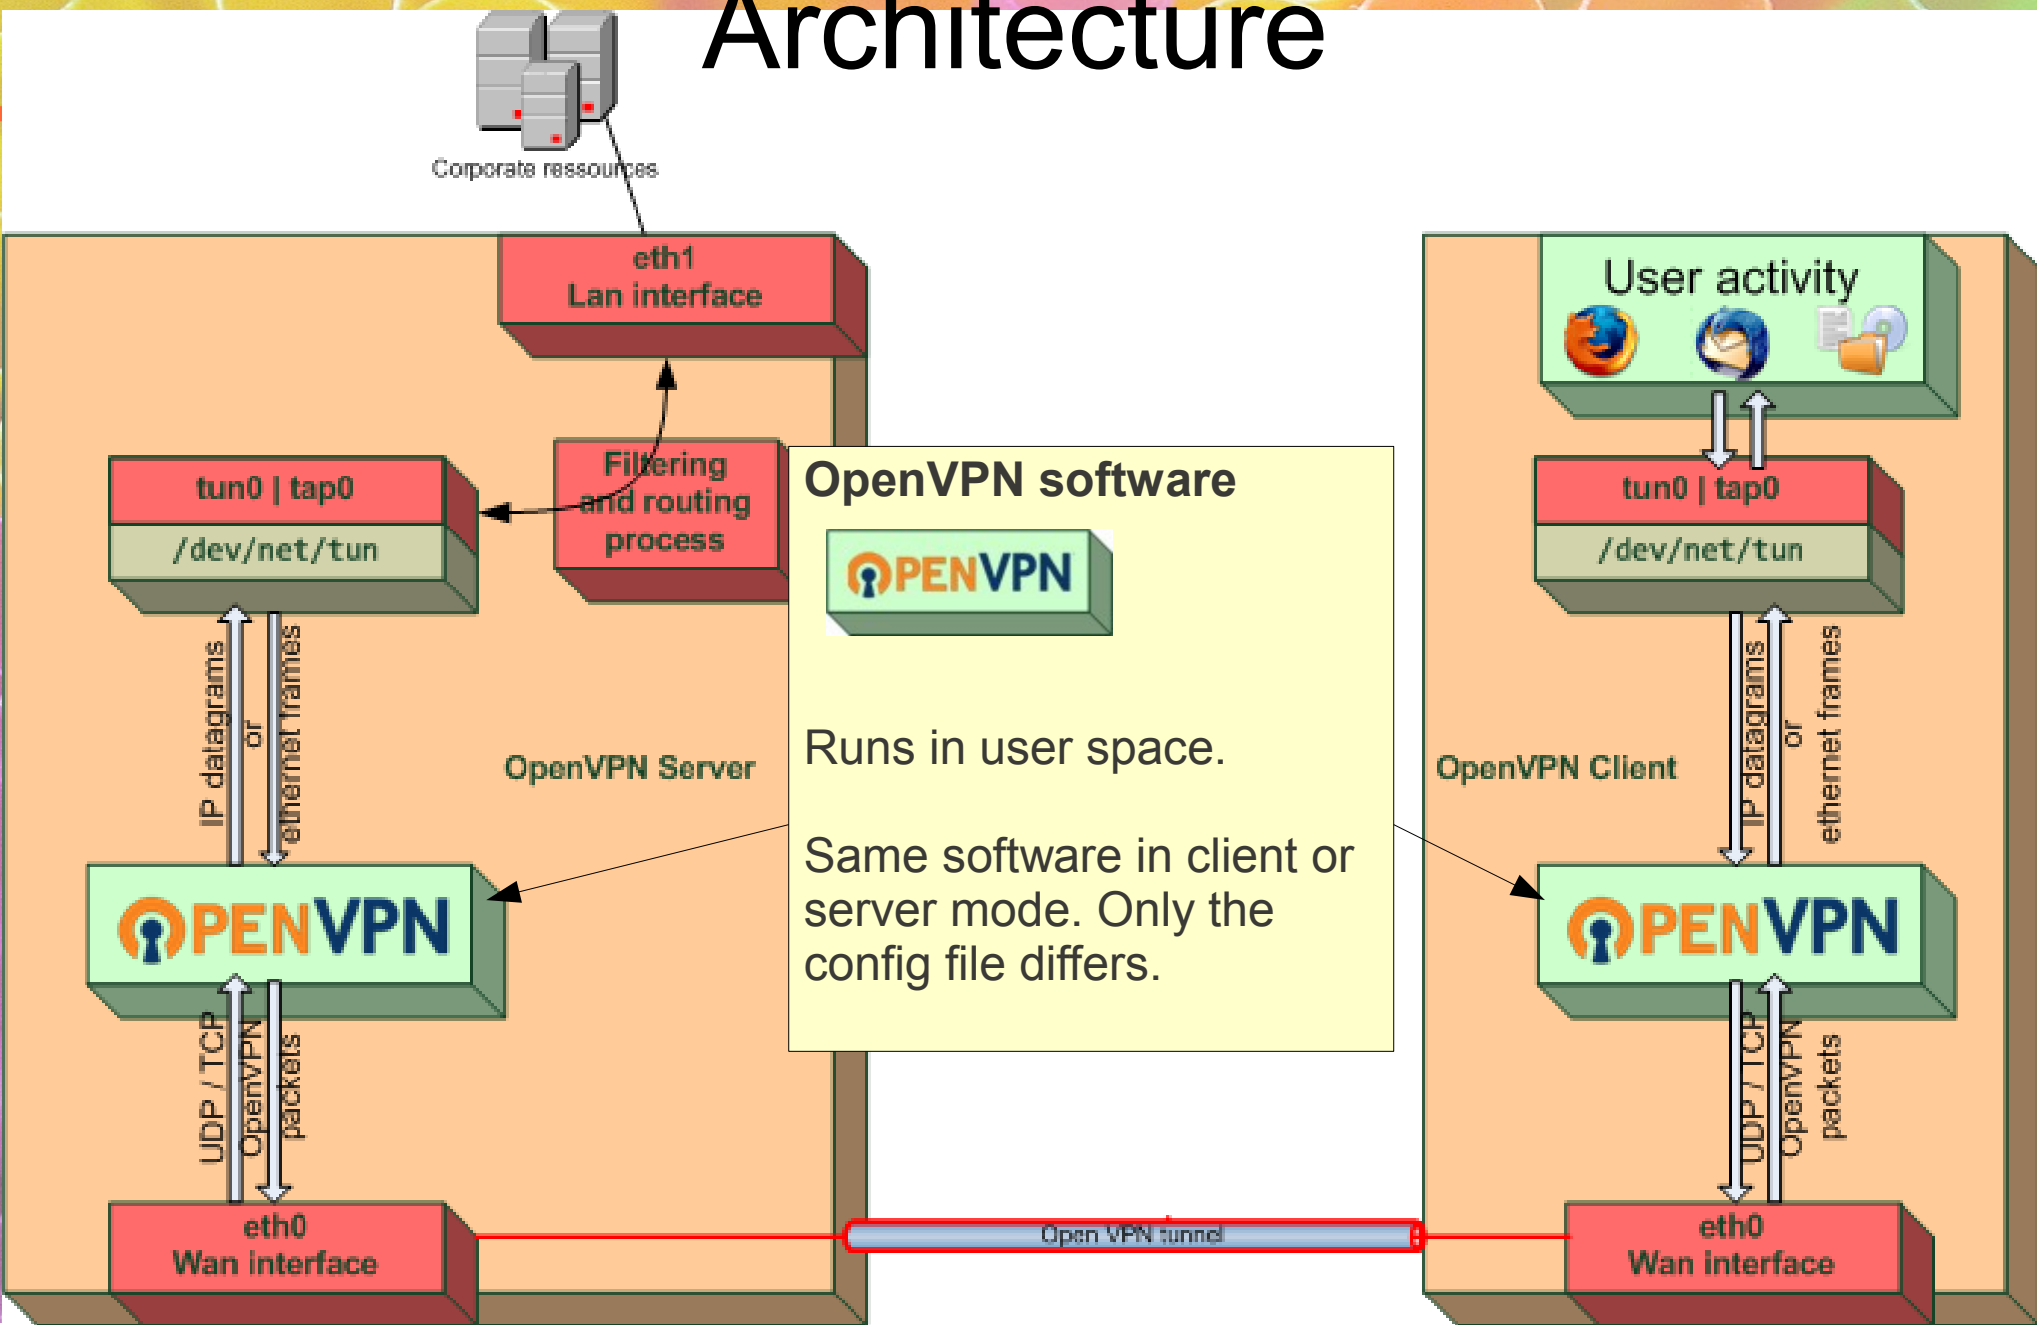 Architecture
Corporate ressources
eth1
Lan interface
User activity
tun0 | tap0
/dev/net/tun
Filtering
and routing
process
OpenVPN software
OPENVPN
Runs in user space.
Same software in client or
server mode. Only the
config file differs.
tun0 | tap0
/dev/net/tun
IP datagrams
or
ethernet frames
OpenVPN Server
OpenVPN Client
IP datagrams
or
ethernet frames
OPENVPN
OPENVPN
UDP / TCP
OpenVPN
packets
UDP / TCP
OpenVPN
packets
eth0
Wan interface
Open VPN tunnel
eth0
Wan interface